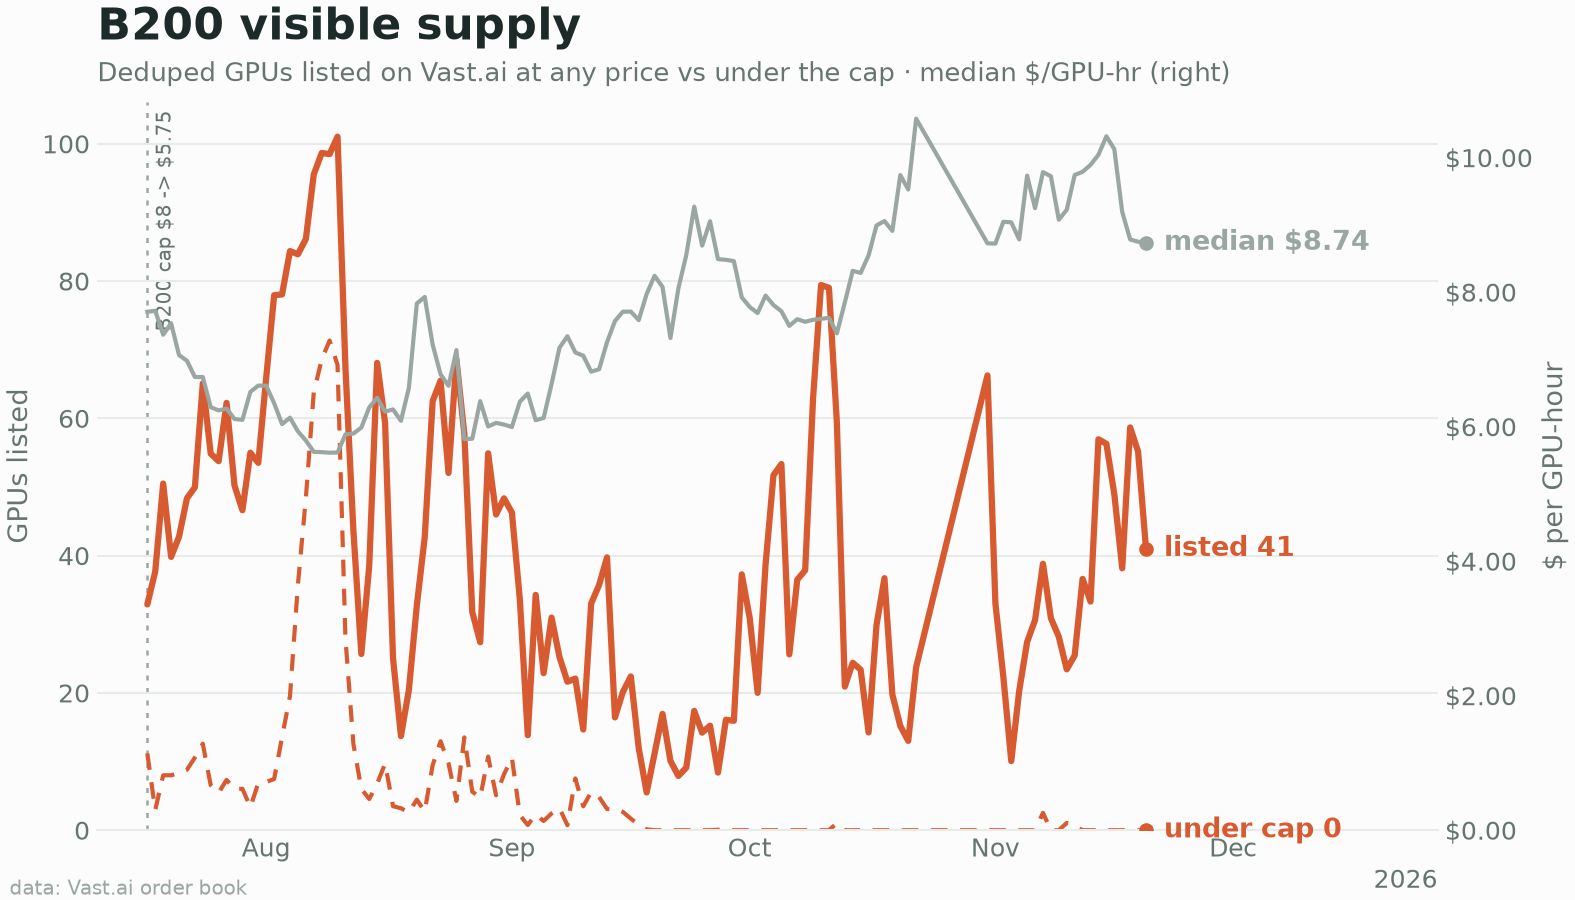 B200 visible supply
Deduped GPUs listed on Vast.ai at any price vs under the cap · median $/GPU-hr (right)
B200 cap $8 -> $5.75
GPUs listed
100
80
60
40
20
0
$10.00
$8.00
$6.00
$4.00
$2.00
$0.00
$ per GPU-hour
median $8.74
listed 41
under cap 0
Aug
Sep
Oct
Nov
Dec
2026
data: Vast.ai order book